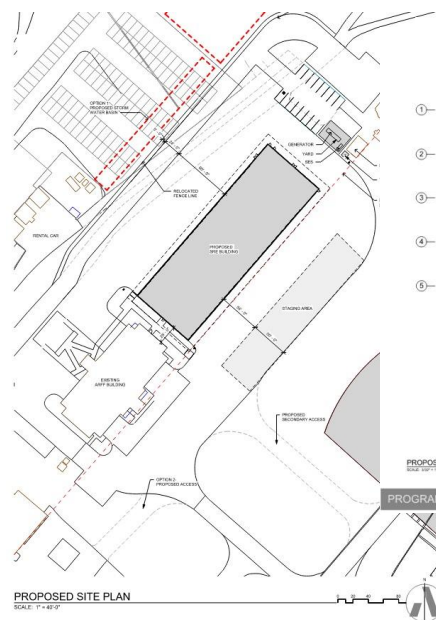 OPTION 1:
PROPOSED STORM
WATER BASIN
GENERATOR
YARD
SES
RELOCATED
FENCE LINE
RENTAL CAR
PROPOSED
SRE BUILDING
STAGING AREA
EXISTING
ARFF BUILDING
PROPOSED
SECONDARY ACCESS
OPTION 2:
PROPOSED ACCESS
1
2
3
4
5
PROPOS
PROGRAM
PROPOSED SITE PLAN
SCALE: 1" = 40'-0"
0 20 40 80
N